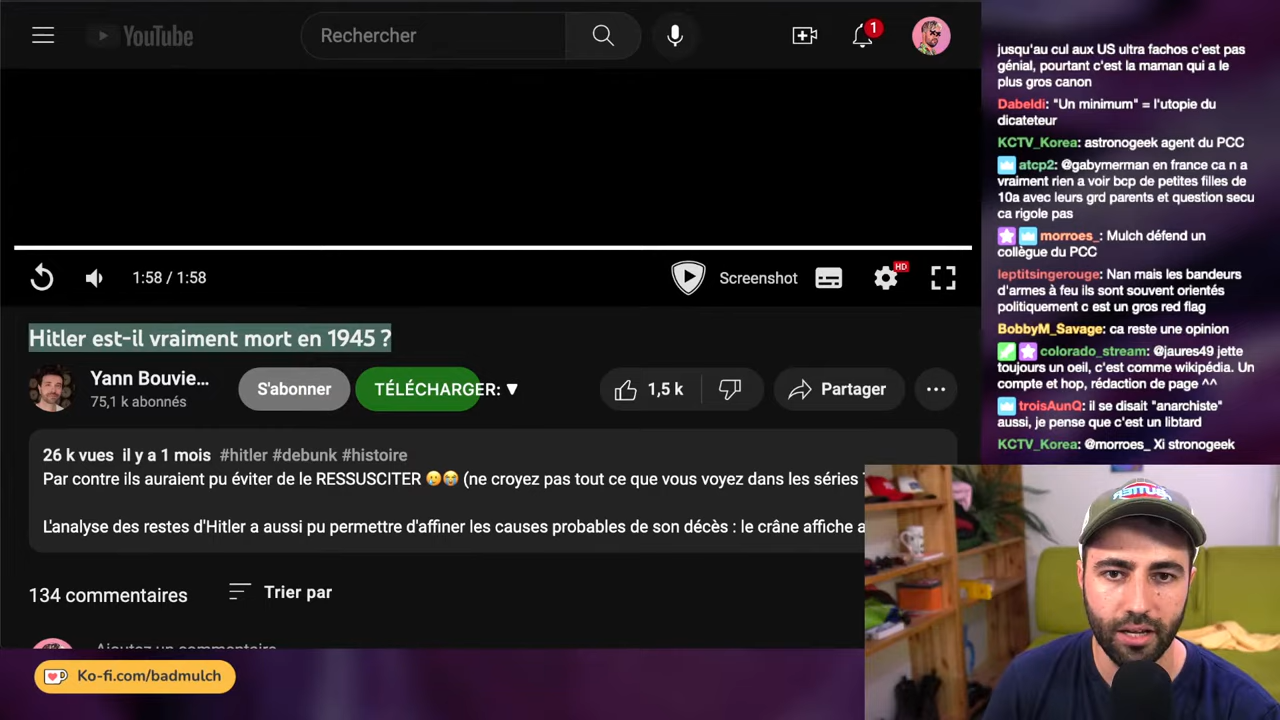 YouTube
Rechercher
1
1:58 / 1:58
Screenshot
HD
Hitler est-il vraiment mort en 1945 ?
Yann Bouvie...
75,1 k abonnés
S'abonner
TÉLÉCHARGER: ▼
1,5 k
Partager
26 k vues il y a 1 mois #hitler #debunk #histoire
Par contre ils auraient pu éviter de le RESSUSCITER 🥲😭 (ne croyez pas tout ce que vous voyez dans les séries
L'analyse des restes d'Hitler a aussi pu permettre d'affiner les causes probables de son décès : le crâne affiche a
134 commentaires
Trier par
Ajoutez un commentaire
Ko-fi.com/badmulch
jusqu'au cul aux US ultra fachos c'est pas
génial, pourtant c'est la maman qui a le
plus gros canon
Dabeldi: "Un minimum" = l'utopie du
dicateteur
KCTV_Korea: astronogeek agent du PCC
atcp2: @gabymerman en france ca n a
vraiment rien a voir bcp de petites filles de
10a avec leurs grd parents et question secu
ca rigole pas
morroes_: Mulch défend un
collègue du PCC
leptitsingerouge: Nan mais les bandeurs
d'armes à feu ils sont souvent orientés
politiquement c est un gros red flag
BobbyM_Savage: ca reste une opinion
colorado_stream: @jaures49 jette
toujours un oeil, c'est comme wikipédia. Un
compte et hop, rédaction de page ^^
troisAunQ: il se disait "anarchiste"
aussi, je pense que c'est un libtard
KCTV_Korea: @morroes_ Xi stronogeek